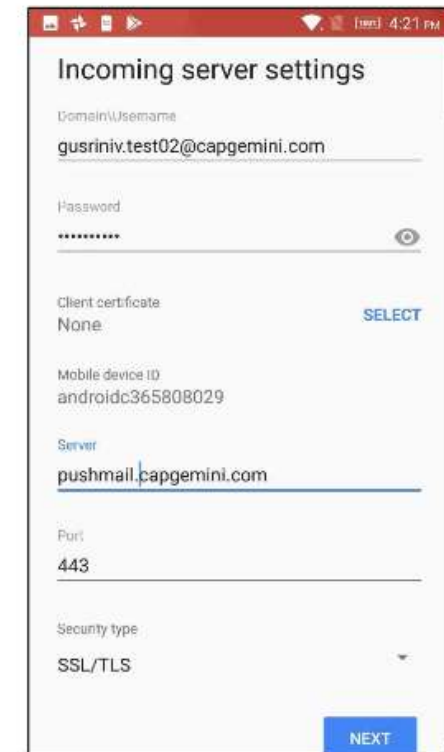 4:21 PM
Incoming server settings
Domain\Username
gusriniv.test02@capgemini.com
Password
••••••••••
Client certificate
None
SELECT
Mobile device ID
androidc365808029
Server
pushmail.capgemini.com
Port
443
Security type
SSL/TLS
NEXT